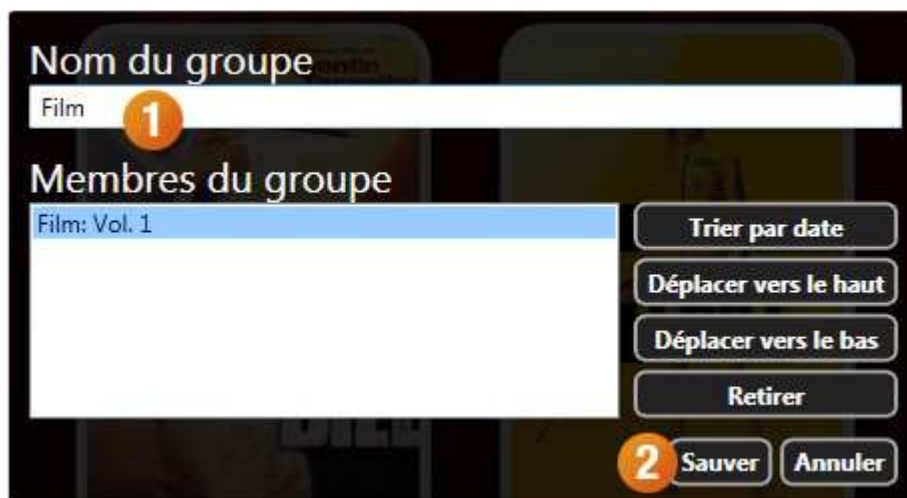 Nom du groupe
Film
1
Membres du groupe
Film: Vol. 1
Trier par date
Déplacer vers le haut
Déplacer vers le bas
Retirer
2 Sauver Annuler